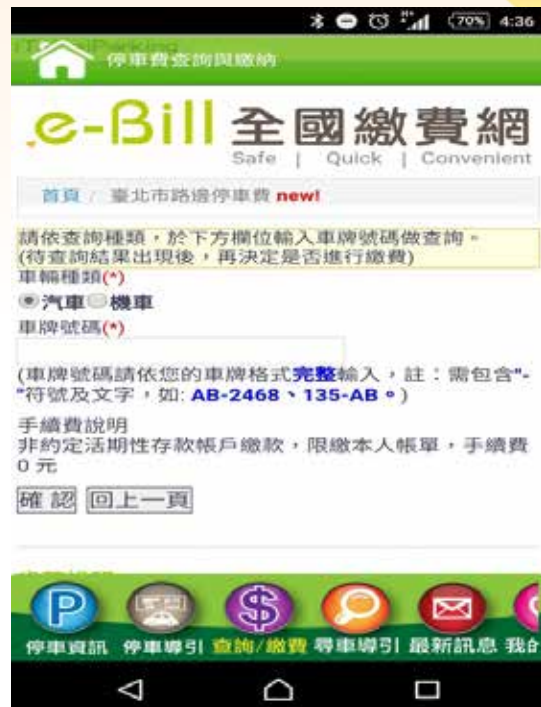 70% 4:36
停車費查詢與繳納
e-Bill 全國繳費網
Safe | Quick | Convenient
首頁 / 臺北市路邊停車費 new!
請依查詢種類，於下方欄位輸入車牌號碼做查詢。
(待查詢結果出現後，再決定是否進行繳費)
車輛種類(*)
汽車 機車
車牌號碼(*)
(車牌號碼請依您的車牌格式完整輸入，註：需包含"-
"符號及文字，如: AB-2468、135-AB。)
手續費說明
非約定活期性存款帳戶繳款，限繳本人帳單，手續費
0 元
確 認 回上一頁
P
停車資訊 停車導引 查詢/繳費 尋車導引 最新訊息 我的